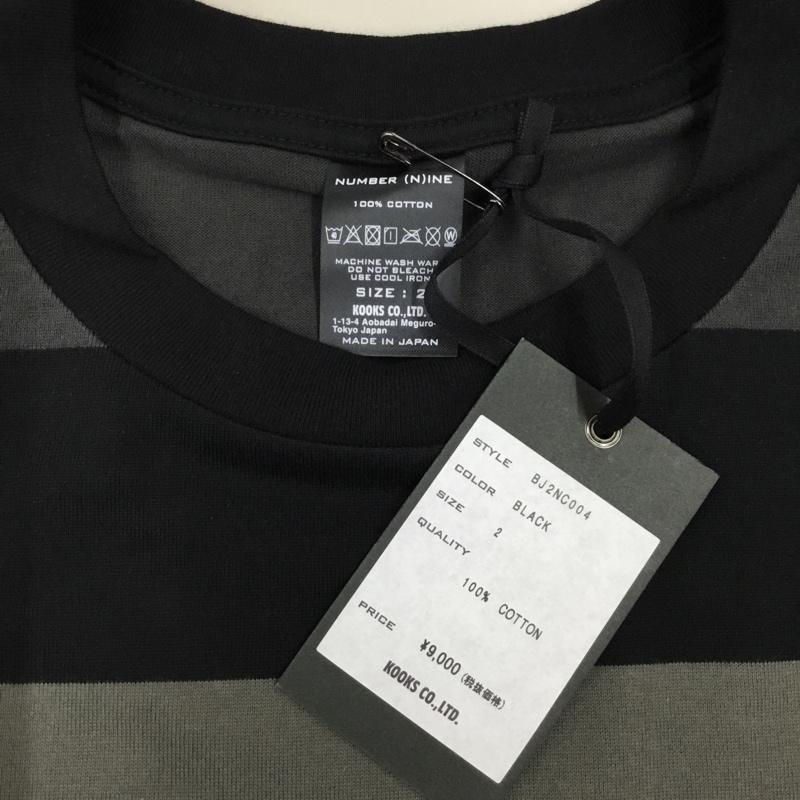 NUMBER (N)INE
100% COTTON
MACHINE WASH WAR
DO NOT BLEACH
USE COOL IRON
SIZE : 2
KOOKS CO.,LTD.
1-13-4 Aobadai Meguro-
Tokyo Japan
MADE IN JAPAN
STYLE BJ2NC004
COLOR BLACK
SIZE 2
QUALITY
100% COTTON
PRICE
¥9,000 (税抜価格)
KOOKS CO.,LTD.